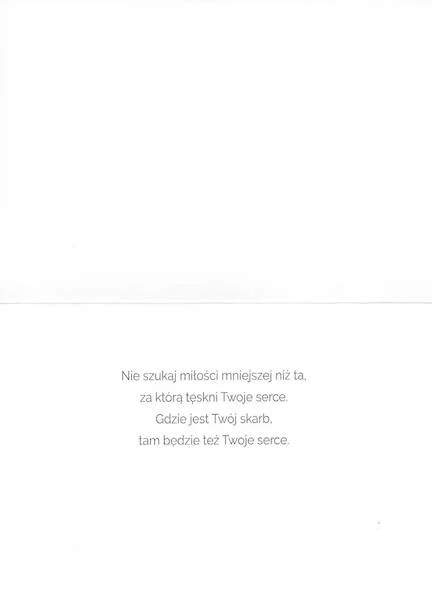 Nie szukaj miłości mniejszej niż ta,
za którą tęskni Twoje serce.
Gdzie jest Twój skarb,
tam będzie też Twoje serce.